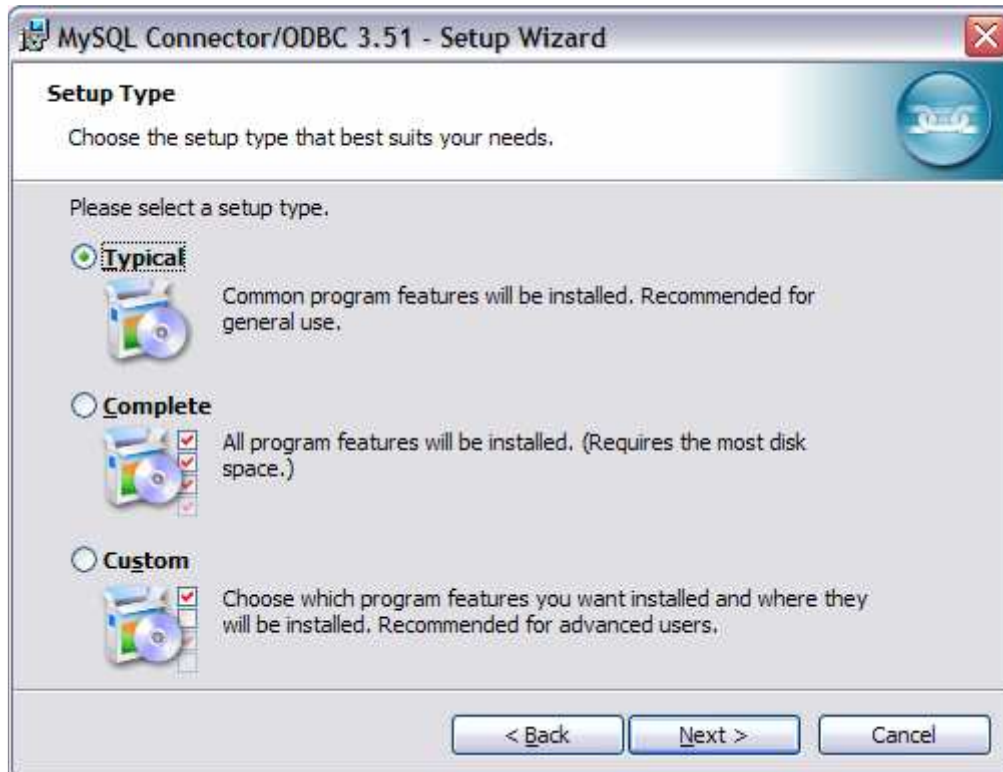 MySQL Connector/ODBC 3.51 - Setup Wizard
Setup Type
Choose the setup type that best suits your needs.
Please select a setup type.
Typical
Common program features will be installed. Recommended for
general use.
Complete
All program features will be installed. (Requires the most disk
space.)
Custom
Choose which program features you want installed and where they
will be installed. Recommended for advanced users.
< Back
Next >
Cancel